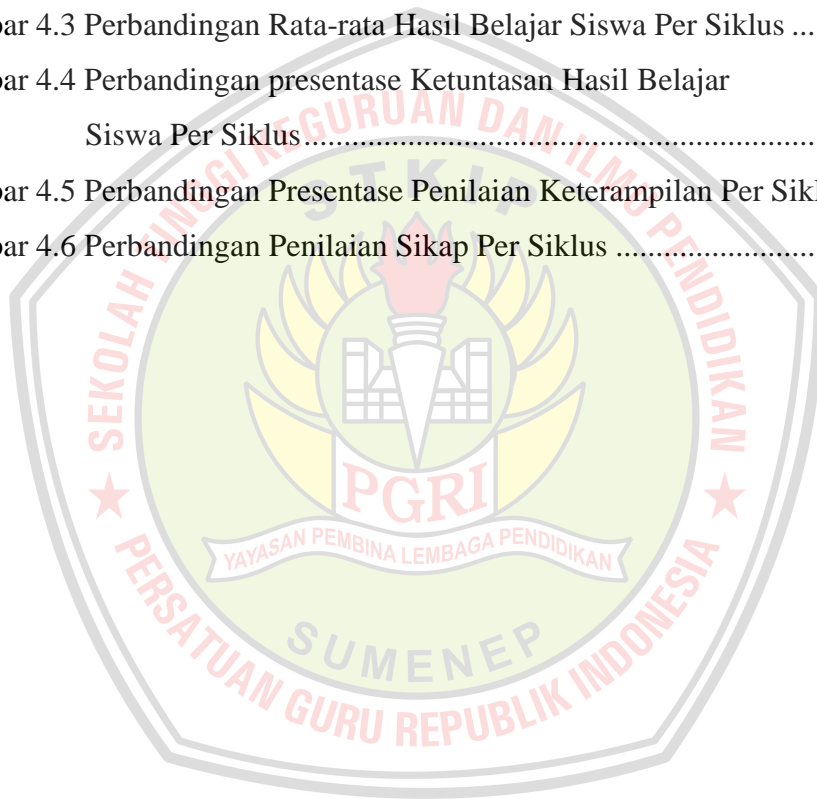 bar 4.3 Perbandingan Rata-rata Hasil Belajar Siswa Per Siklus ...
bar 4.4 Perbandingan presentase Ketuntasan Hasil Belajar
Siswa Per Siklus......................................................................
bar 4.5 Perbandingan Presentase Penilaian Keterampilan Per Sikl
bar 4.6 Perbandingan Penilaian Sikap Per Siklus ........................
SEKOLAH TINGGI KEGURUAN DAN ILMU PENDIDIKAN
STKIP
PGRI
YAYASAN PEMBINA LEMBAGA PENDIDIKAN
SUMENEP
PERSATUAN GURU REPUBLIK INDONESIA